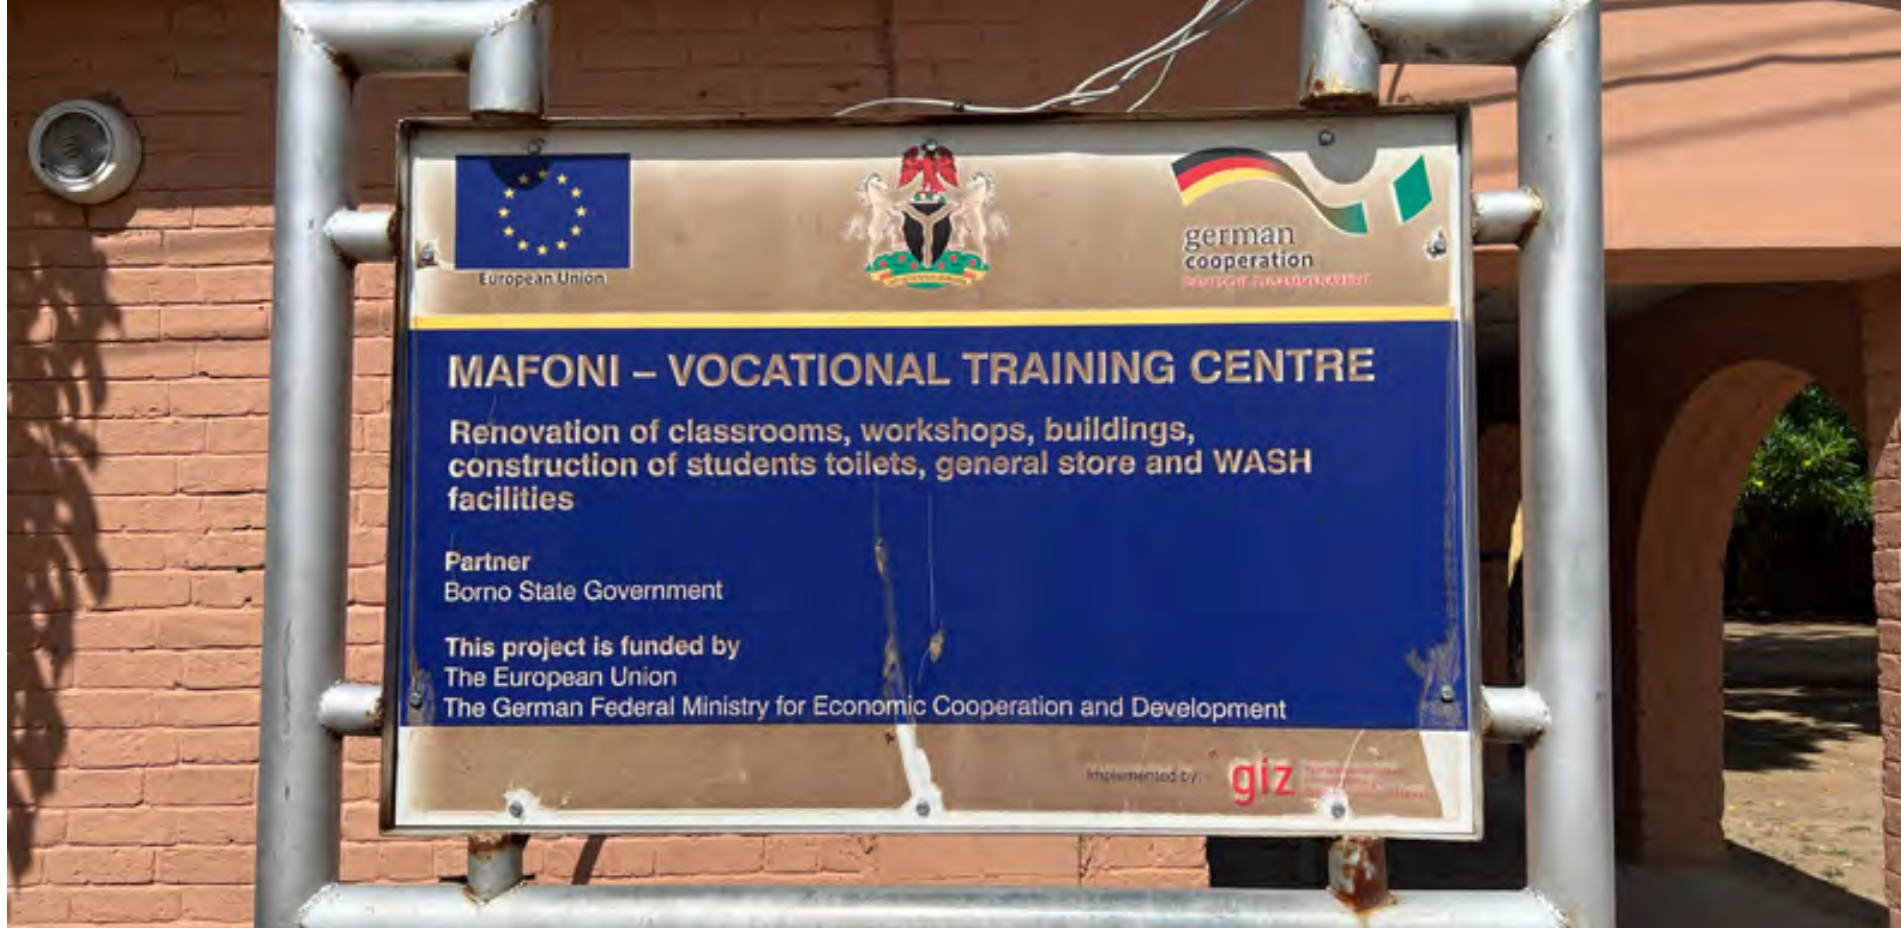 European Union
german
cooperation
DEUTSCHE ZUSAMMENARBEIT
MAFONI – VOCATIONAL TRAINING CENTRE
Renovation of classrooms, workshops, buildings,
construction of students toilets, general store and WASH
facilities
Partner
Borno State Government
This project is funded by
The European Union
The German Federal Ministry for Economic Cooperation and Development
Implemented by:
giz